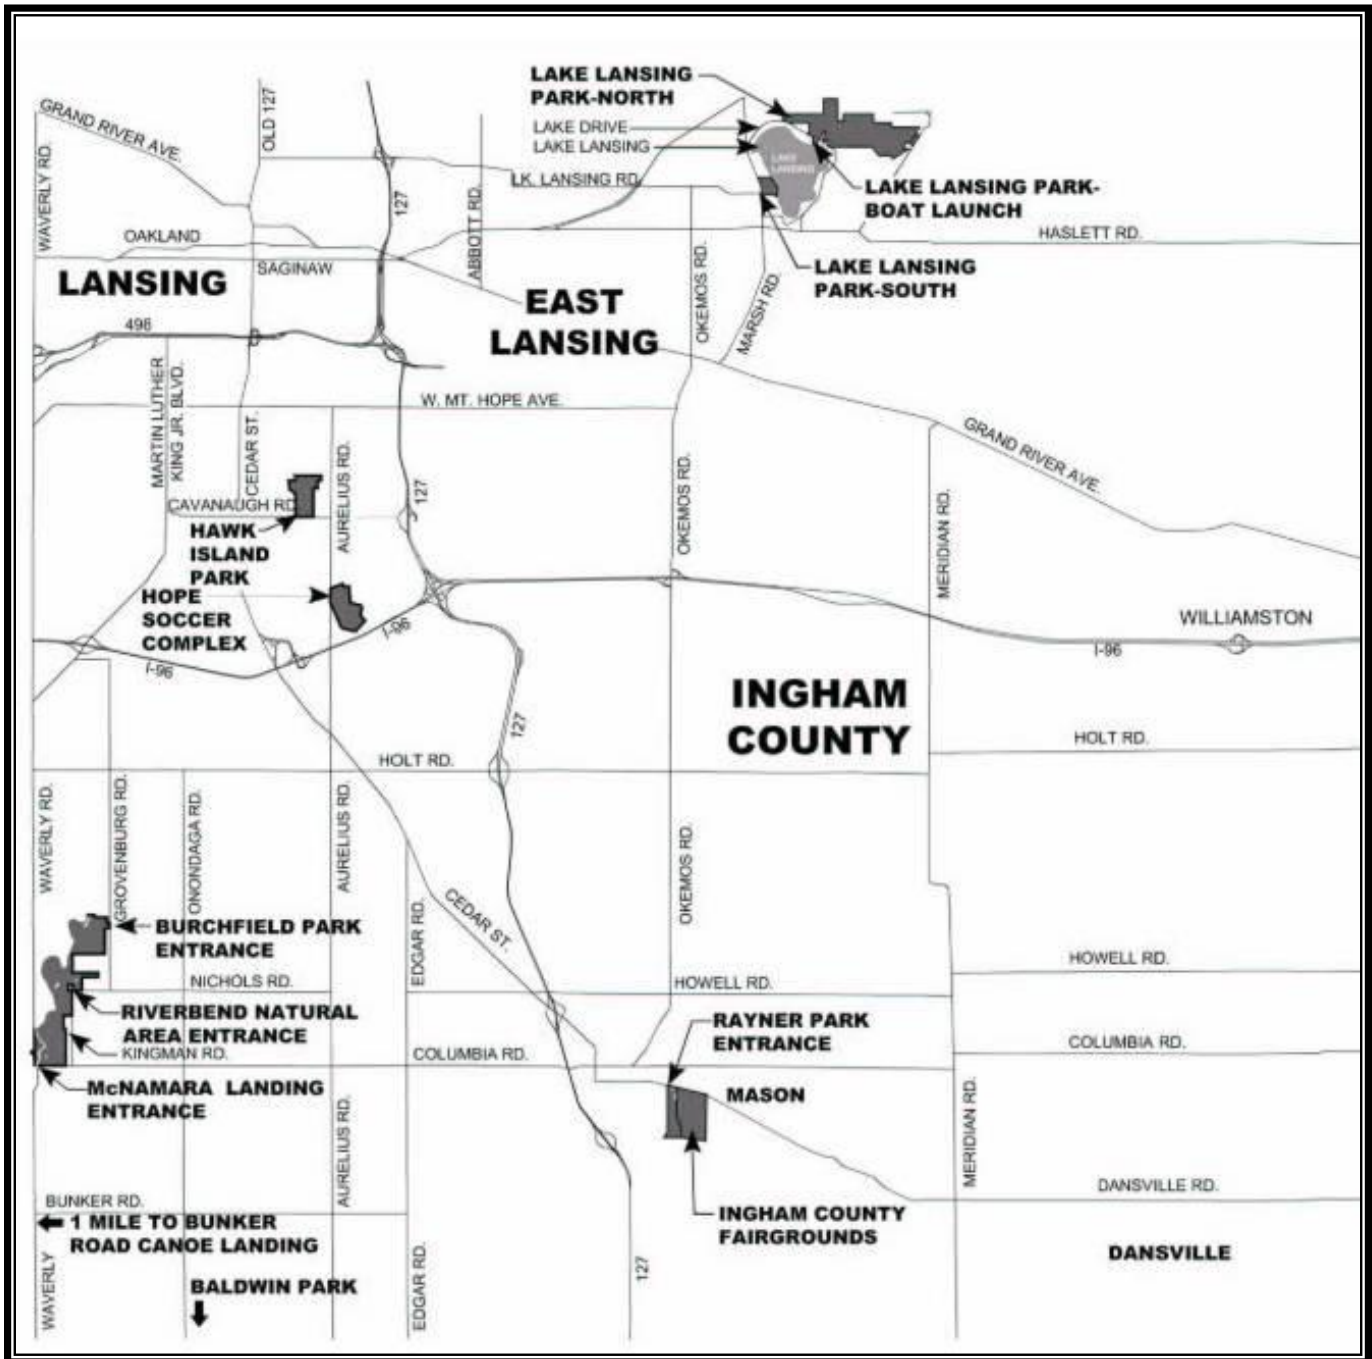 LAKE LANSING
PARK-NORTH
GRAND RIVER AVE.
OLD 127
LAKE DRIVE
LAKE LANSING
LAKE
LANSING
WAVERLY RD.
127
LK. LANSING RD.
ABBOTT RD.
LAKE LANSING PARK-
BOAT LAUNCH
OAKLAND
HASLETT RD.
SAGINAW
LANSING
OKEMOS RD.
LAKE LANSING
PARK-SOUTH
EAST
LANSING
MARSH RD.
496
MARTIN LUTHER
KING JR. BLVD.
CEDAR ST.
W. MT. HOPE AVE.
AURELIUS RD.
GRAND RIVER AVE.
CAVANAUGH RD.
127
OKEMOS RD.
MERIDIAN RD.
HAWK
ISLAND
PARK
HOPE
SOCCER
COMPLEX
I-96
I-96
WILLIAMSTON
I-96
INGHAM
COUNTY
127
HOLT RD.
HOLT RD.
WAVERLY RD.
GROVENBURG RD.
ONONDAGA RD.
AURELIUS RD.
OKEMOS RD.
CEDAR ST.
EDGAR RD.
BURCHFIELD PARK
ENTRANCE
HOWELL RD.
NICHOLS RD.
HOWELL RD.
RIVERBEND NATURAL
AREA ENTRANCE
RAYNER PARK
ENTRANCE
KINGMAN RD.
COLUMBIA RD.
COLUMBIA RD.
McNAMARA LANDING
ENTRANCE
MASON
AURELIUS RD.
MERIDIAN RD.
BUNKER RD.
DANSVILLE RD.
1 MILE TO BUNKER
ROAD CANOE LANDING
INGHAM COUNTY
FAIRGROUNDS
DANSVILLE
WAVERLY
BALDWIN PARK
EDGAR RD.
127